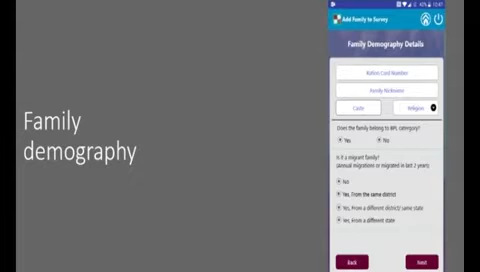 Family
demography
Add Family to Survey
Family Demography Details
Ration Card Number
Family Nickname
Caste
Religion
Does the family belong to BPL catergory?
Yes
No
Is it a migrant family?
(Annual migrations or migrated in last 2 years)
No
Yes, From the same district
Yes, From a different district/ same state
Yes, From a different state
Back
Next